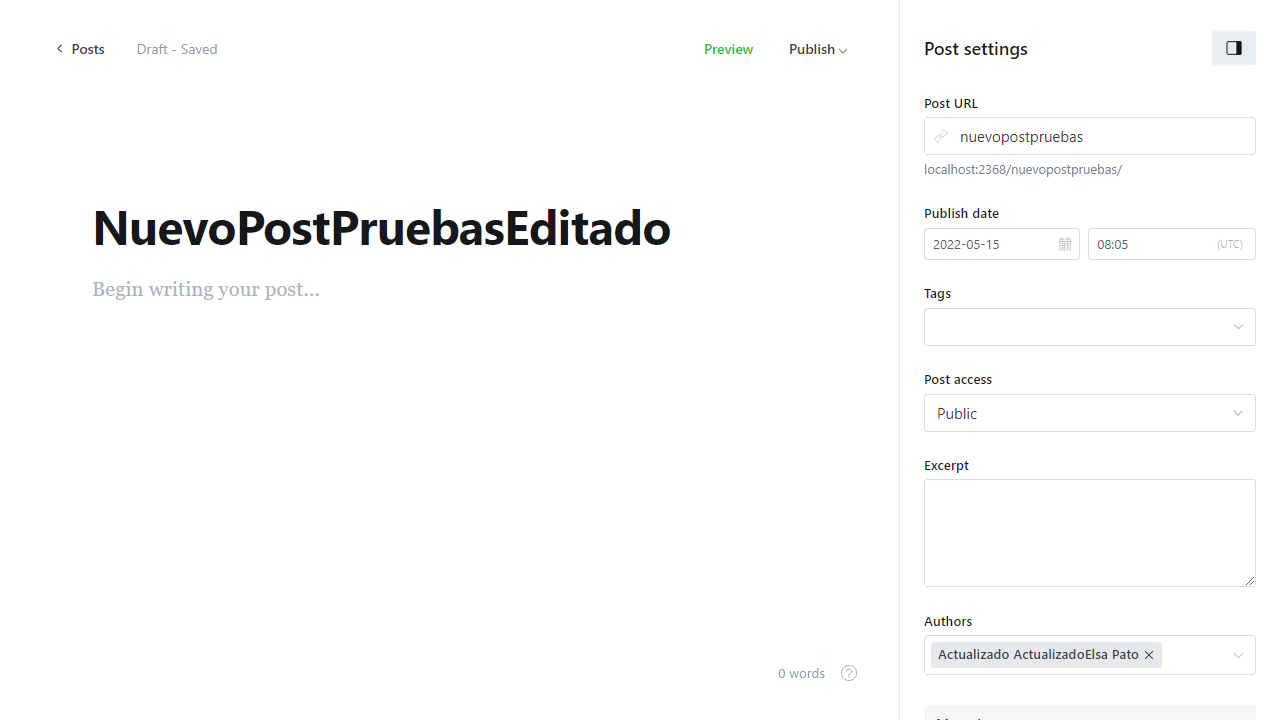 Posts
Draft - Saved
Preview
Publish
Post settings
Post URL
nuevopostpruebas
localhost:2368/nuevopostpruebas/
Publish date
2022-05-15
08:05
(UTC)
NuevoPostPruebasEditado
Begin writing your post...
Tags
Post access
Public
Excerpt
Authors
Actualizado ActualizadoElsa Pato
0 words
?